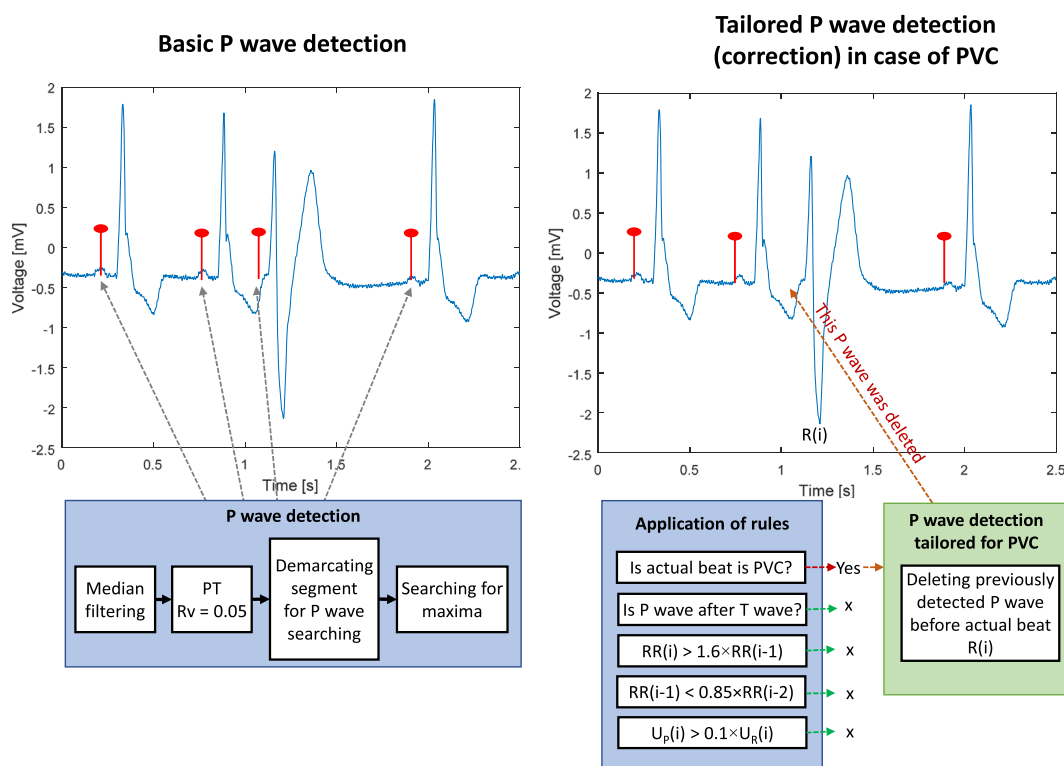 Basic P wave detection
Voltage [mV]
2
1.5
1
0.5
0
-0.5
-1
-1.5
-2
-2.5
0
0.5
1
1.5
2
2.
Time [s]
P wave detection
Median
filtering
PT
Rv = 0.05
Demarcating
segment
for P wave
searching
Searching for
maxima
Tailored P wave detection
(correction) in case of PVC
Voltage [mV]
2
1.5
1
0.5
0
-0.5
-1
-1.5
-2
-2.5
0
0.5
1
1.5
2
2.5
Time [s]
R(i)
This P wave was deleted
Application of rules
Is actual beat is PVC?
Yes
Is P wave after T wave?
x
RR(i) > 1.6×RR(i-1)
x
RR(i-1) < 0.85×RR(i-2)
x
U_P(i) > 0.1×U_R(i)
x
P wave detection
tailored for PVC
Deleting previously
detected P wave
before actual beat
R(i)